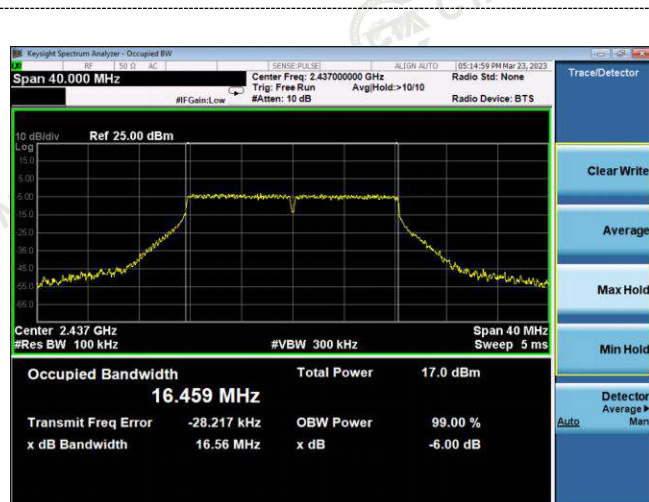 CTA
Keysight Spectrum Analyzer - Occupied BW
RF 50 Ω AC SENSE:PULSE ALIGN AUTO 05:14:59 PM Mar 23, 2023
Span 40.000 MHz
Center Freq: 2.437000000 GHz Radio Std: None
Trig: Free Run Avg|Hold:>10/10
#IFGain:Low #Atten: 10 dB Radio Device: BTS
Trace/Detector
10 dB/div Ref 25.00 dBm
Log
15.0
5.00
-5.00
-15.0
-25.0
-35.0
-45.0
-55.0
-65.0
Center 2.437 GHz Span 40 MHz
#Res BW 100 kHz #VBW 300 kHz Sweep 5 ms
Occupied Bandwidth Total Power 17.0 dBm
16.459 MHz
Transmit Freq Error -28.217 kHz OBW Power 99.00 %
x dB Bandwidth 16.56 MHz x dB -6.00 dB
Clear Write
Average
Max Hold
Min Hold
Detector
Average▶
Auto Man